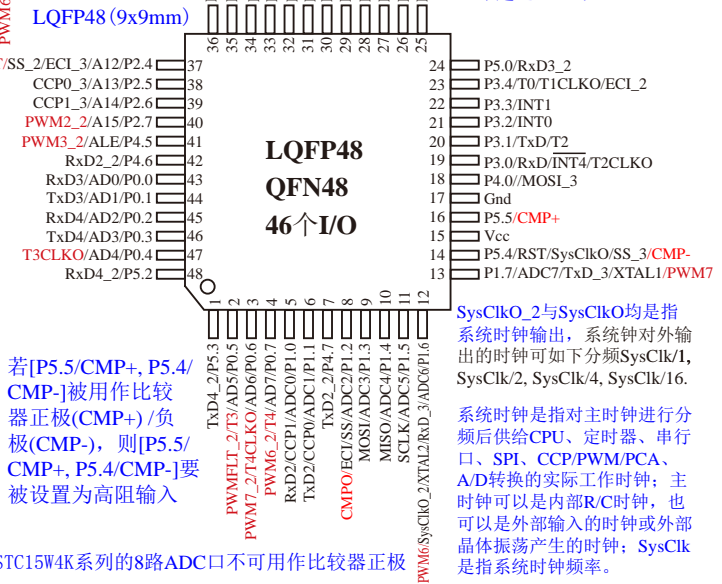 LQFP48(9x9mm)
PWM6
36 35 34 33 32 31 30 29 28 27 26 25
/SS_2/ECI_3/A12/P2.4 37
CCP0_3/A13/P2.5 38
CCP1_3/A14/P2.6 39
PWM2_2/A15/P2.7 40
PWM3_2/ALE/P4.5 41
RxD2_2/P4.6 42
RxD3/AD0/P0.0 43
TxD3/AD1/P0.1 44
RxD4/AD2/P0.2 45
TxD4/AD3/P0.3 46
T3CLKO/AD4/P0.4 47
RxD4_2/P5.2 48
LQFP48
QFN48
46个I/O
24 P5.0/RxD3_2
23 P3.4/T0/T1CLKO/ECI_2
22 P3.3/INT1
21 P3.2/INT0
20 P3.1/TxD/T2
19 P3.0/RxD/INT4/T2CLKO
18 P4.0//MOSI_3
17 Gnd
16 P5.5/CMP+
15 Vcc
14 P5.4/RST/SysClkO/SS_3/CMP-
13 P1.7/ADC7/TxD_3/XTAL1/PWM7
1 TxD4_2/P5.3
2 PWMFLT_2/T3/AD5/P0.5
3 PWM7_2/T4CLKO/AD6/P0.6
4 PWM6_2/T4/AD7/P0.7
5 RxD2/CCP1/ADC0/P1.0
6 TxD2/CCP0/ADC1/P1.1
7 TxD2_2/P4.7
8 CMPO/ECI/SS/ADC2/P1.2
9 MOSI/ADC3/P1.3
10 MISO/ADC4/P1.4
11 SCLK/ADC5/P1.5
12 PWM6/SysClkO_2/XTAL2/RxD_3/ADC6/P1.6
若[P5.5/CMP+, P5.4/
CMP-]被用作比较
器正极(CMP+) /负
极(CMP-)，则[P5.5/
CMP+, P5.4/CMP-]要
被设置为高阻输入
STC15W4K系列的8路ADC口不可用作比较器正极
SysClkO_2与SysClkO均是指
系统时钟输出，系统钟对外输
出的时钟可如下分频SysClk/1,
SysClk/2, SysClk/4, SysClk/16.
系统时钟是指对主时钟进行分
频后供给CPU、定时器、串行
口、SPI、CCP/PWM/PCA、
A/D转换的实际工作时钟；主
时钟可以是内部R/C时钟，也
可以是外部输入的时钟或外部
晶体振荡产生的时钟；SysClk
是指系统时钟频率。